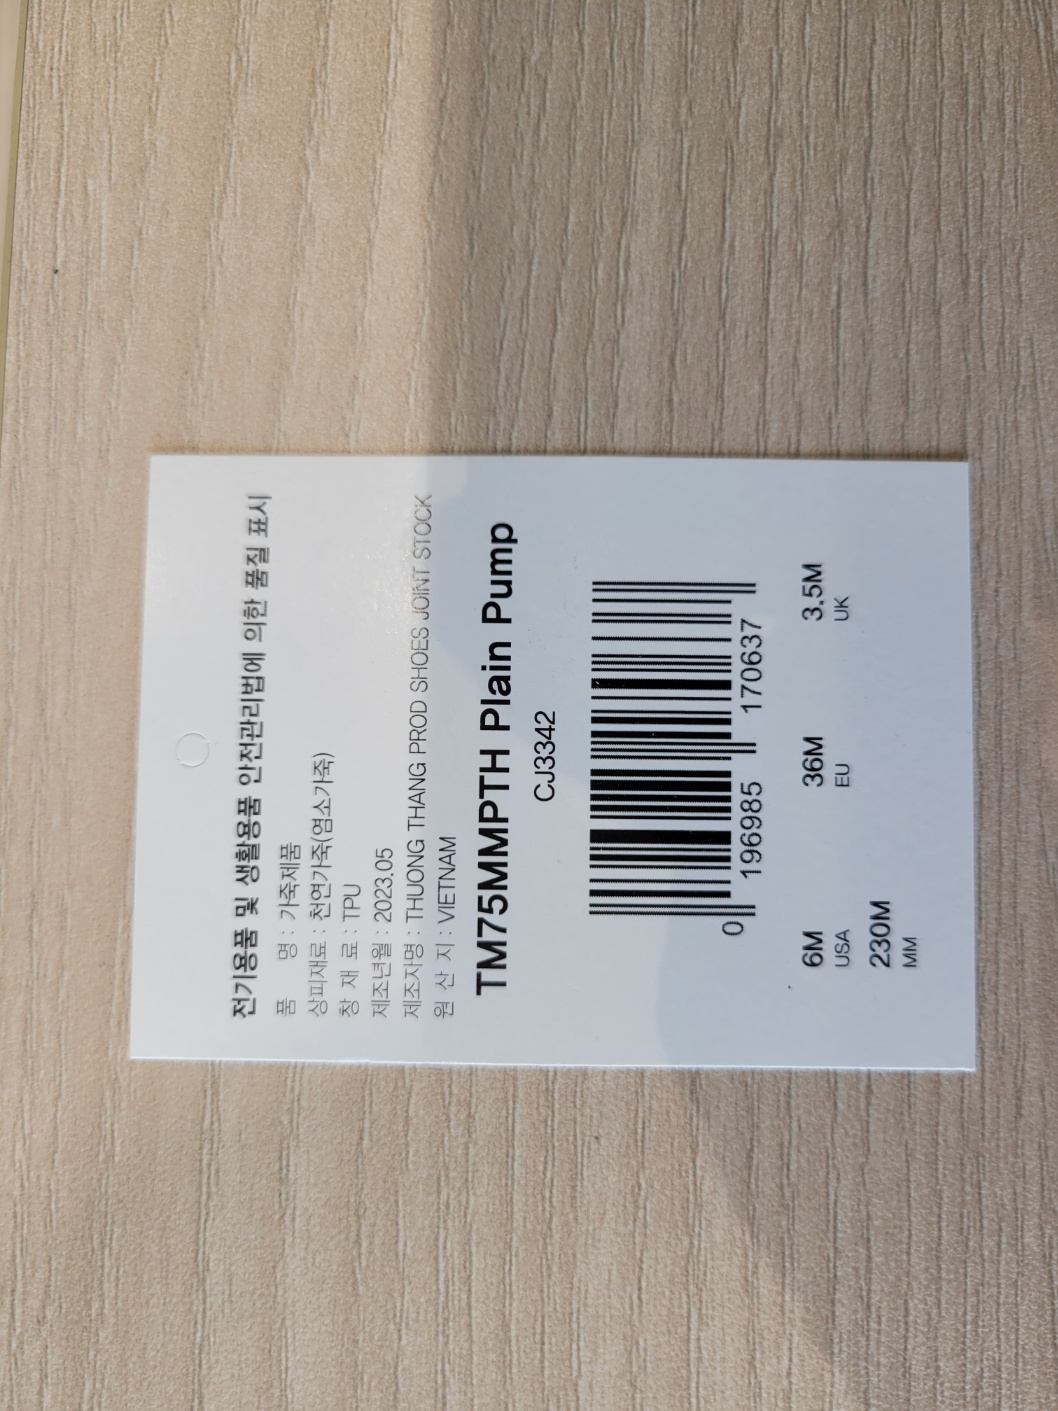 전기용품 및 생활용품 안전관리법에 의한 품질 표시
품 명 : 가죽제품
상피재료 : 천연가죽(염소가죽)
창 재 료 : TPU
제조년월 : 2023.05
제조자명 : THUONG THANG PROD SHOES JOINT STOCK
원 산 지 : VIETNAM
TM75MMPTH Plain Pump
CJ3342
0 196985 170637
6M 36M 3.5M
USA EU UK
230M
MM